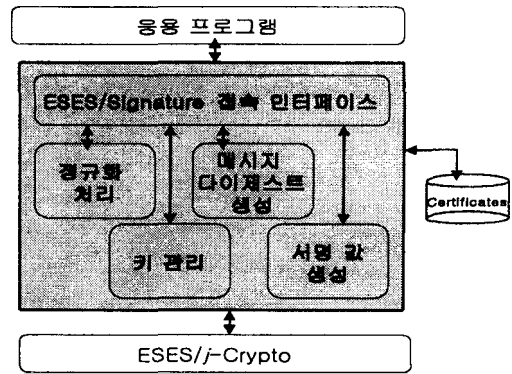 응용 프로그램
ESES/Signature 접속 인터페이스
정규화
처리
메시지
다이제스트
생성
Certificates
키 관리
서명 값
생성
ESES/j-Crypto